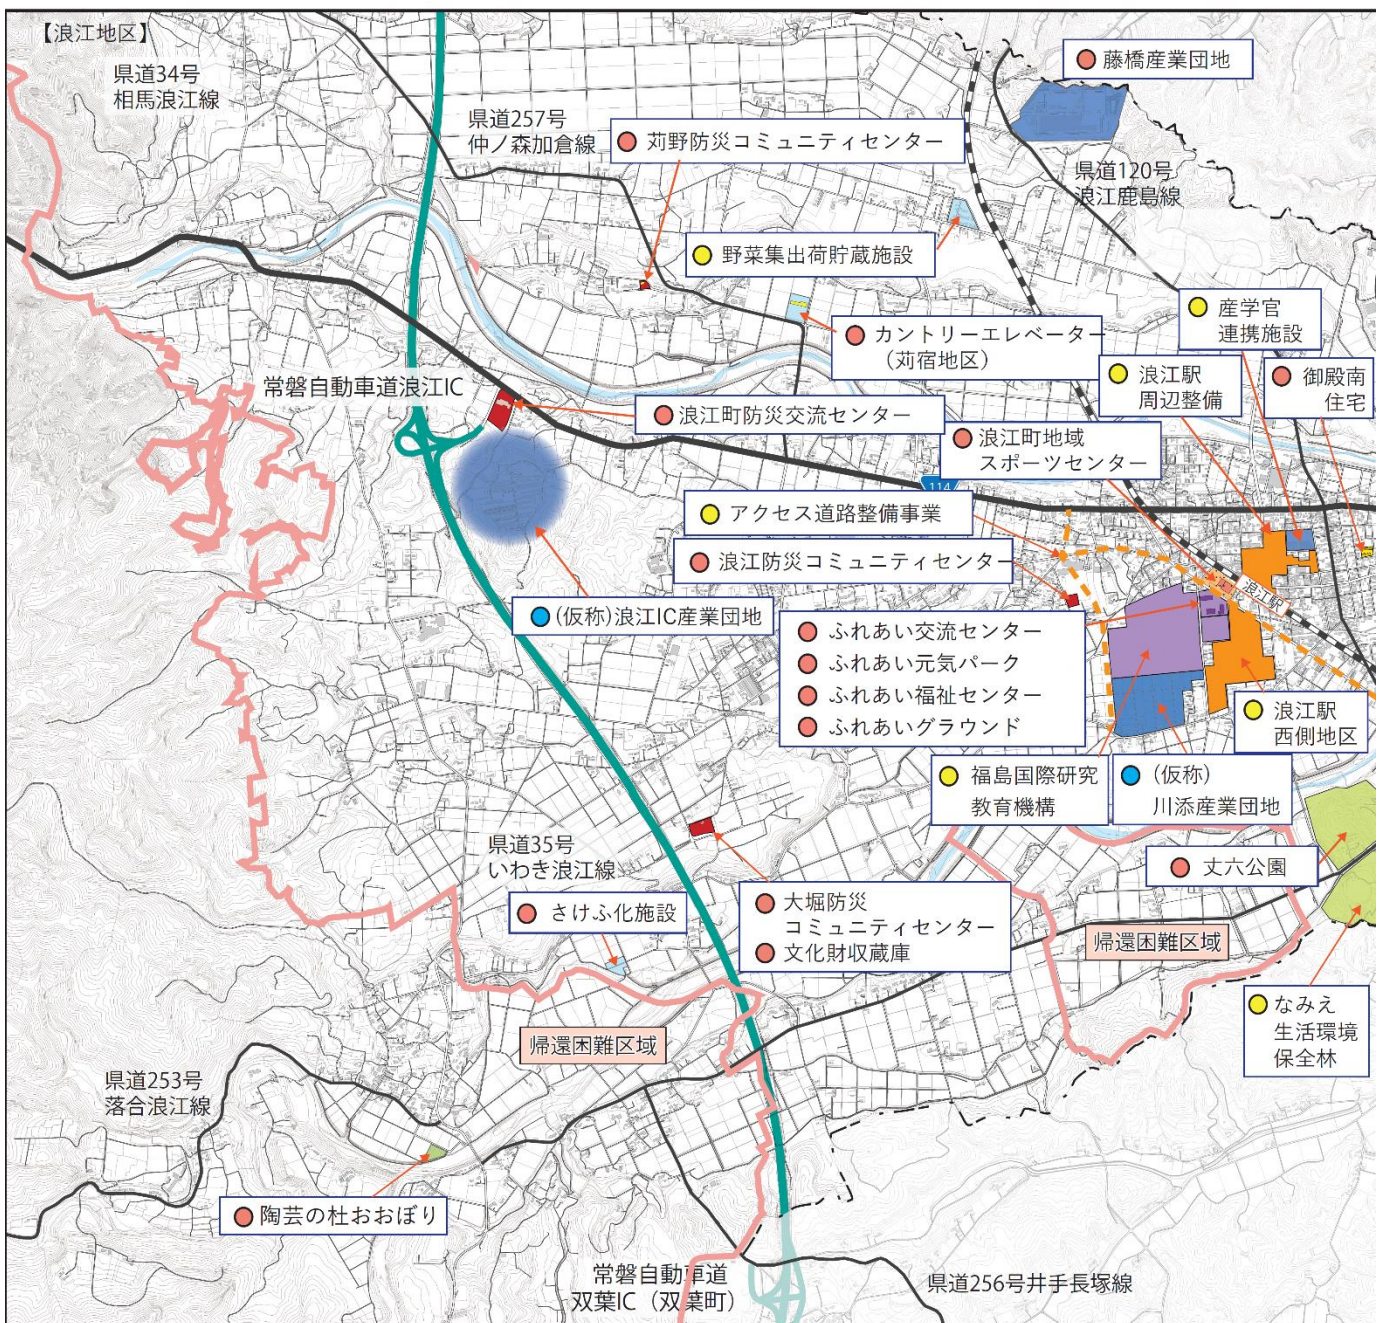 【浪江地区】
県道34号
相馬浪江線
県道257号
仲ノ森加倉線
藤橋産業団地
苅野防災コミュニティセンター
県道120号
浪江鹿島線
野菜集出荷貯蔵施設
産学官
連携施設
カントリーエレベーター
（苅宿地区）
浪江駅
周辺整備
御殿南
住宅
常磐自動車道浪江IC
浪江町防災交流センター
浪江町地域
スポーツセンター
114
アクセス道路整備事業
浪江防災コミュニティセンター
浪江駅
(仮称)浪江IC産業団地
ふれあい交流センター
ふれあい元気パーク
ふれあい福祉センター
ふれあいグラウンド
浪江駅
西側地区
福島国際研究
教育機構
(仮称)
川添産業団地
県道35号
いわき浪江線
丈六公園
さけふ化施設
大堀防災
コミュニティセンター
文化財収蔵庫
帰還困難区域
なみえ
生活環境
保全林
帰還困難区域
県道253号
落合浪江線
陶芸の杜おおぼり
常磐自動車道
双葉IC（双葉町）
県道256号井手長塚線